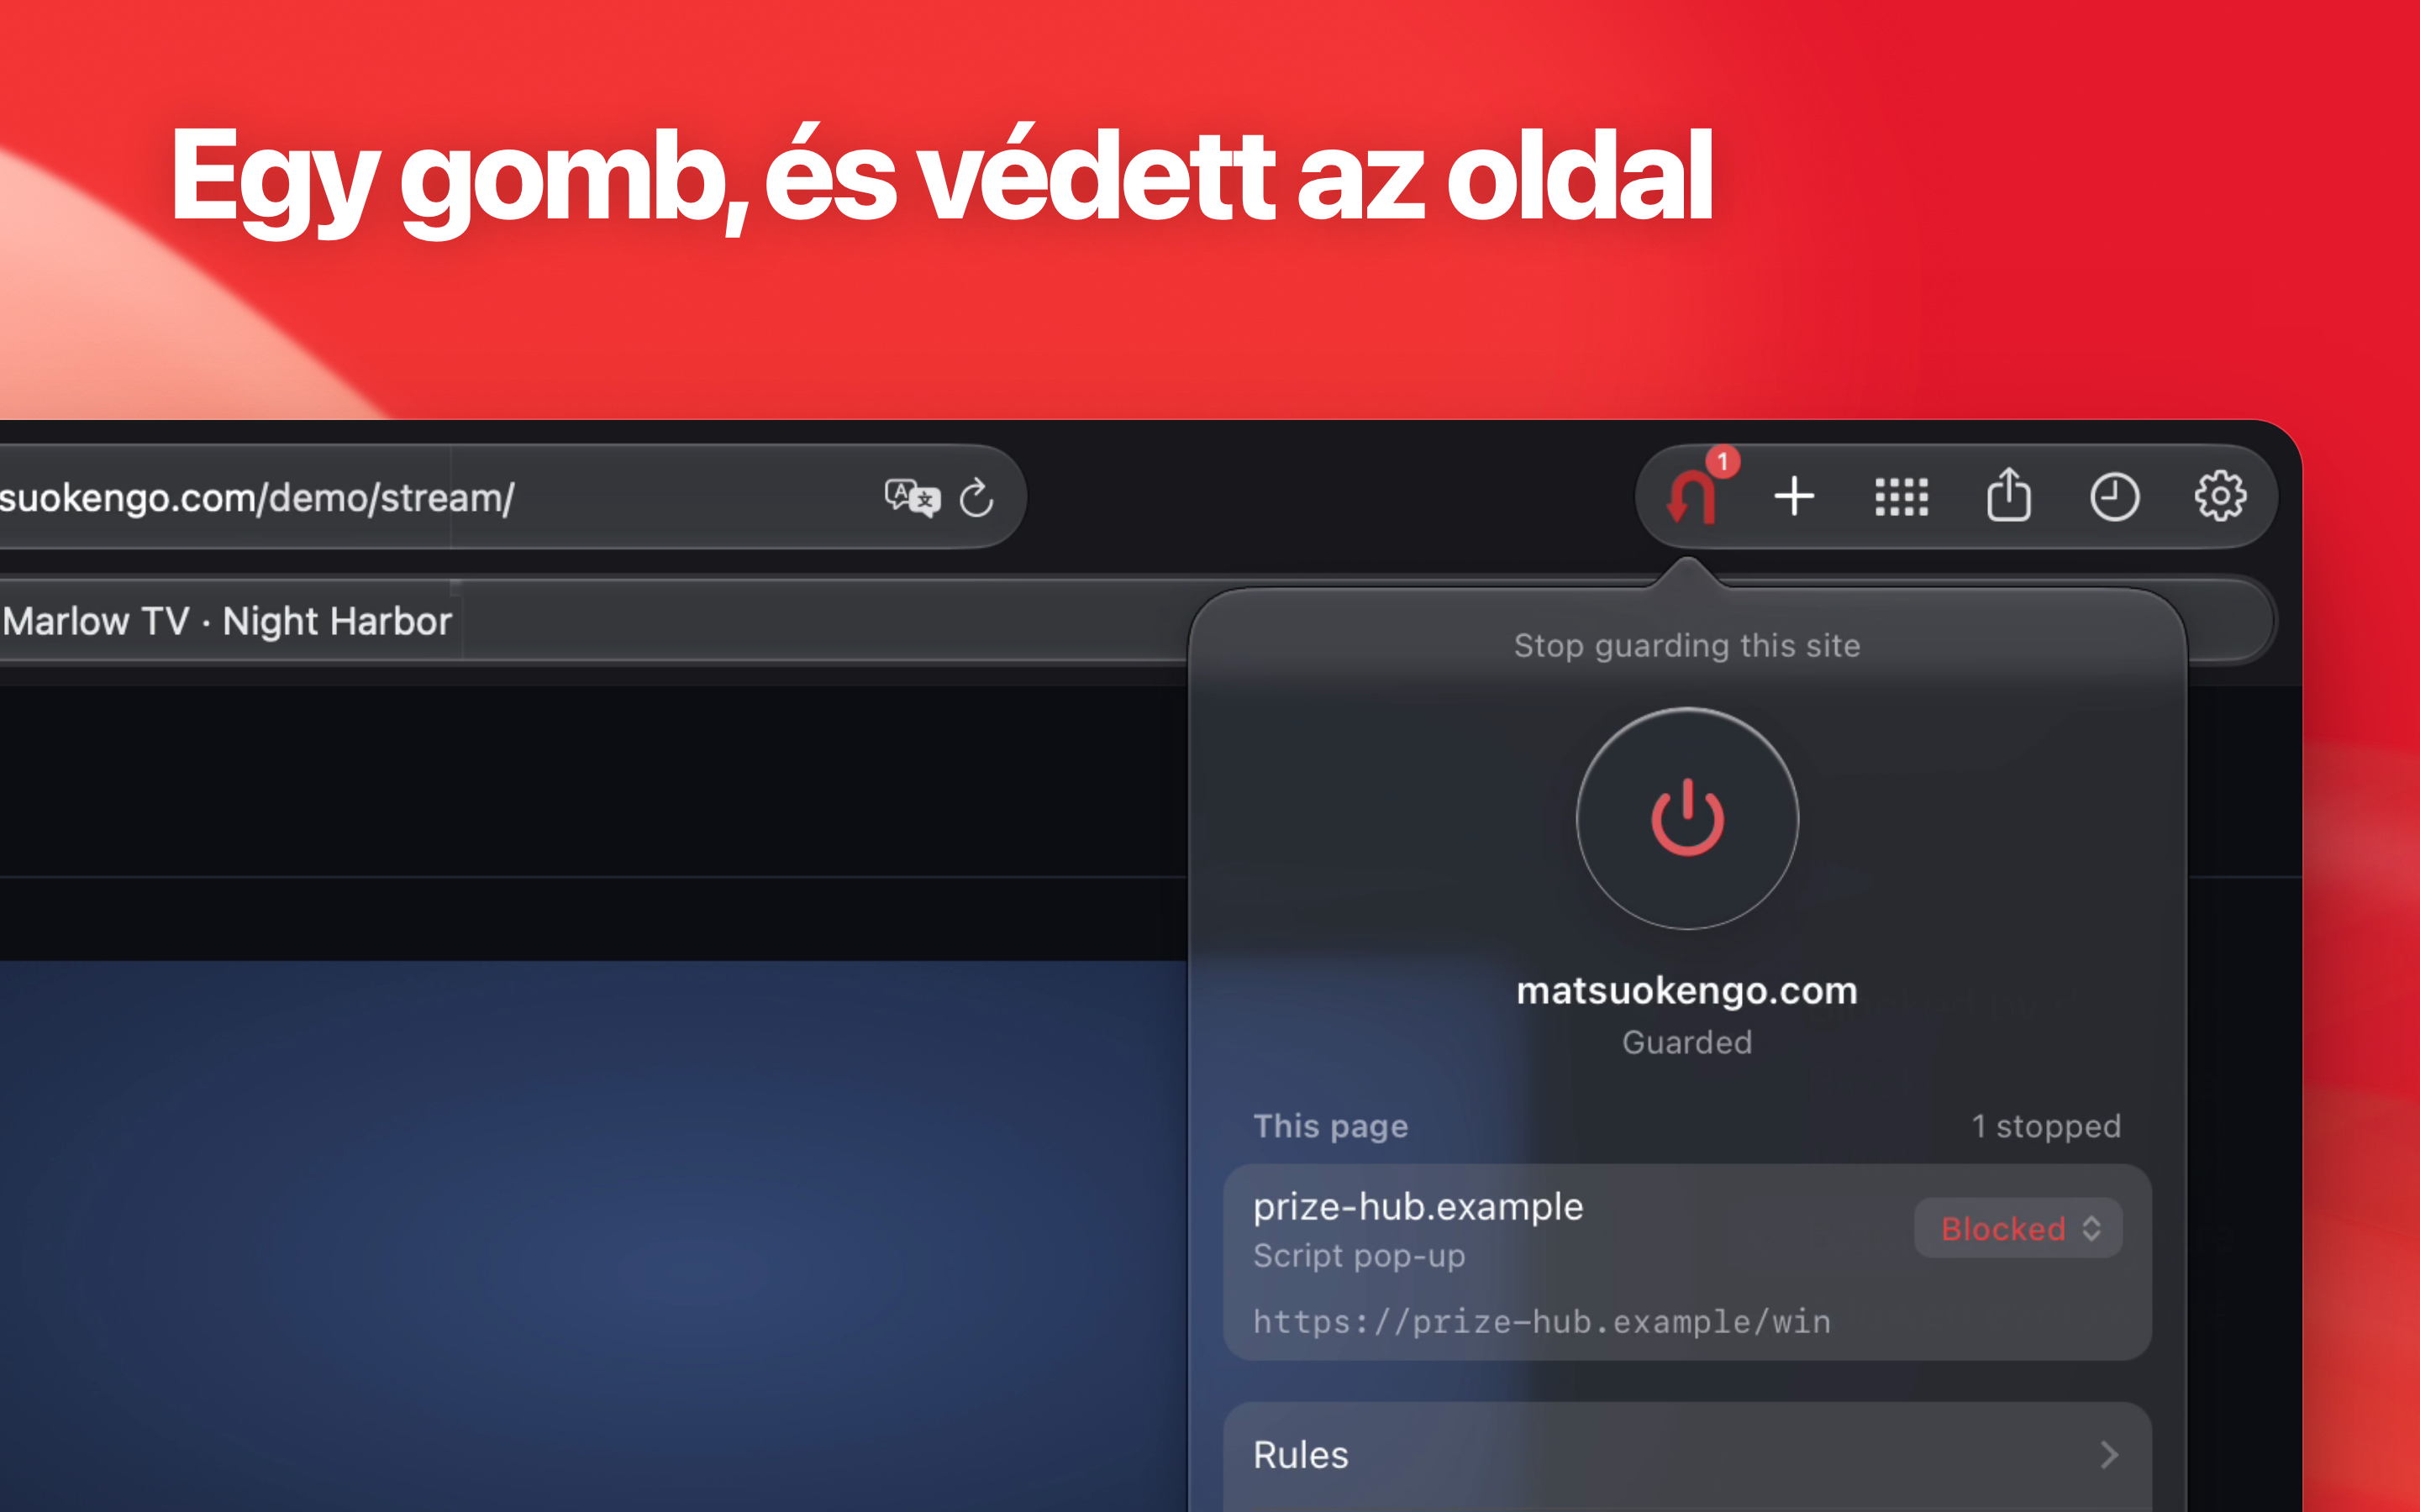 Egy gomb, és védett az oldal
suokengo.com/demo/stream/
1
Marlow TV · Night Harbor
Stop guarding this site
matsuokengo.com
Guarded
This page
1 stopped
prize-hub.example
Blocked
Script pop-up
https://prize-hub.example/win
Rules